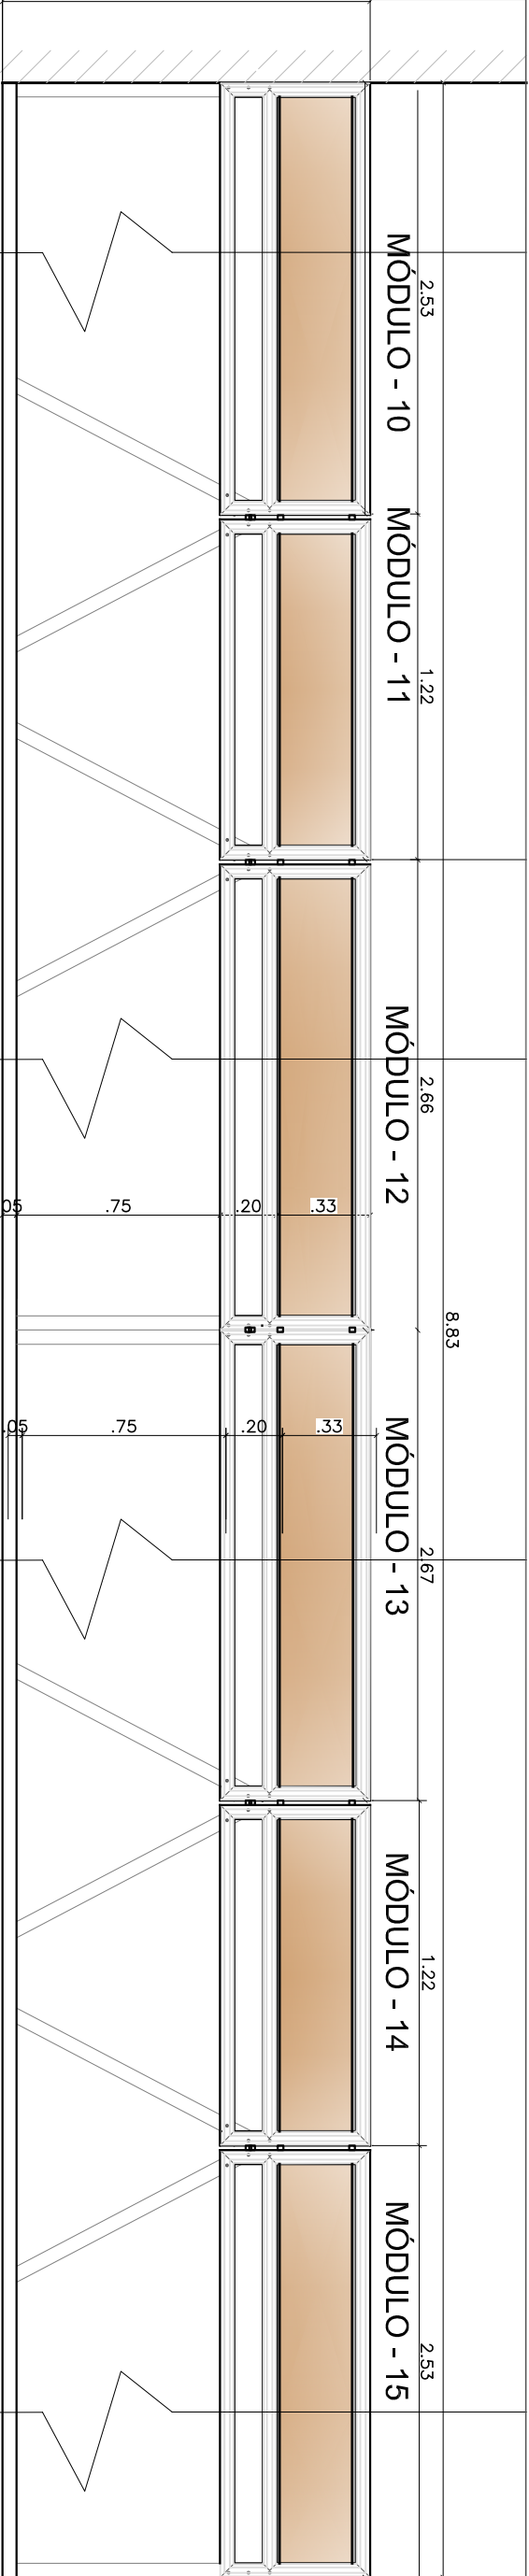 MÓDULO - 10
2.53
MÓDULO - 11
1.22
MÓDULO - 12
2.66
.05
.75
.20
.33
8.83
.05
.75
.20
.33
MÓDULO - 13
2.67
MÓDULO - 14
1.22
MÓDULO - 15
2.53